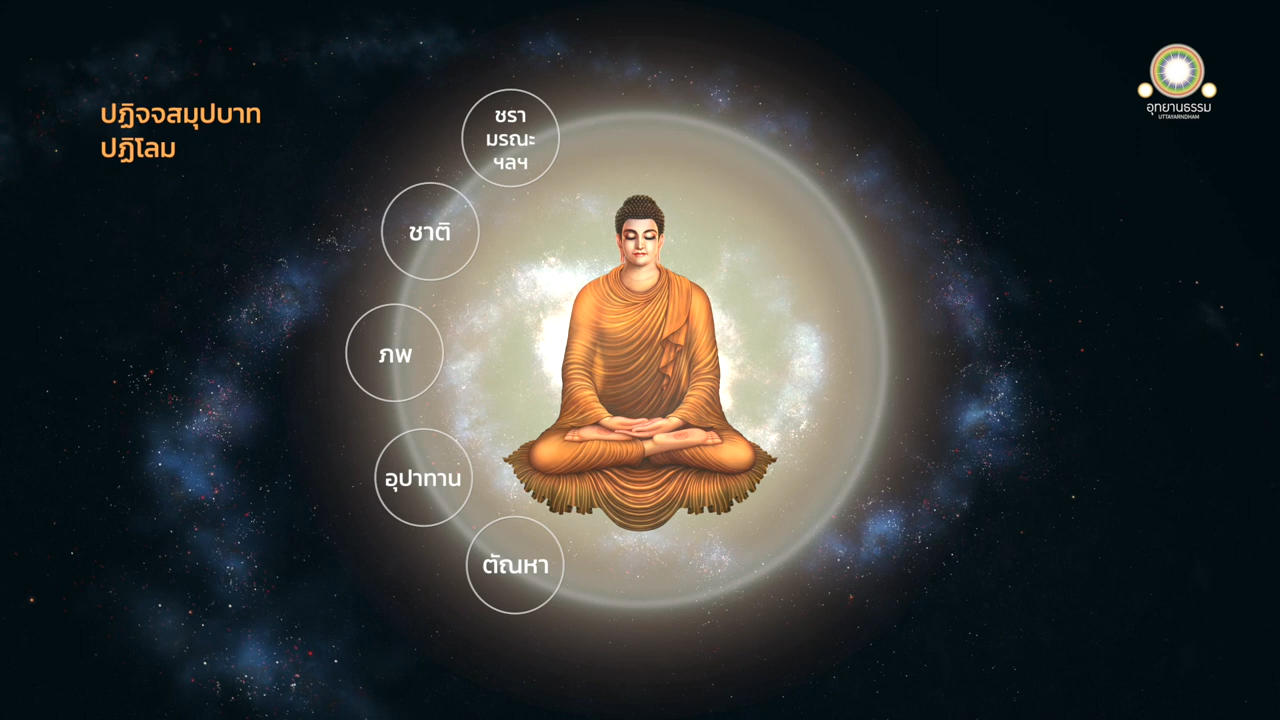 ปฏิจจสมุปบาท
ปฏิโลม
ชรา
มรณะ
ฯลฯ
ชาติ
ภพ
อุปาทาน
ตัณหา
อุทยานธรรม
UTTAYARNDHAM